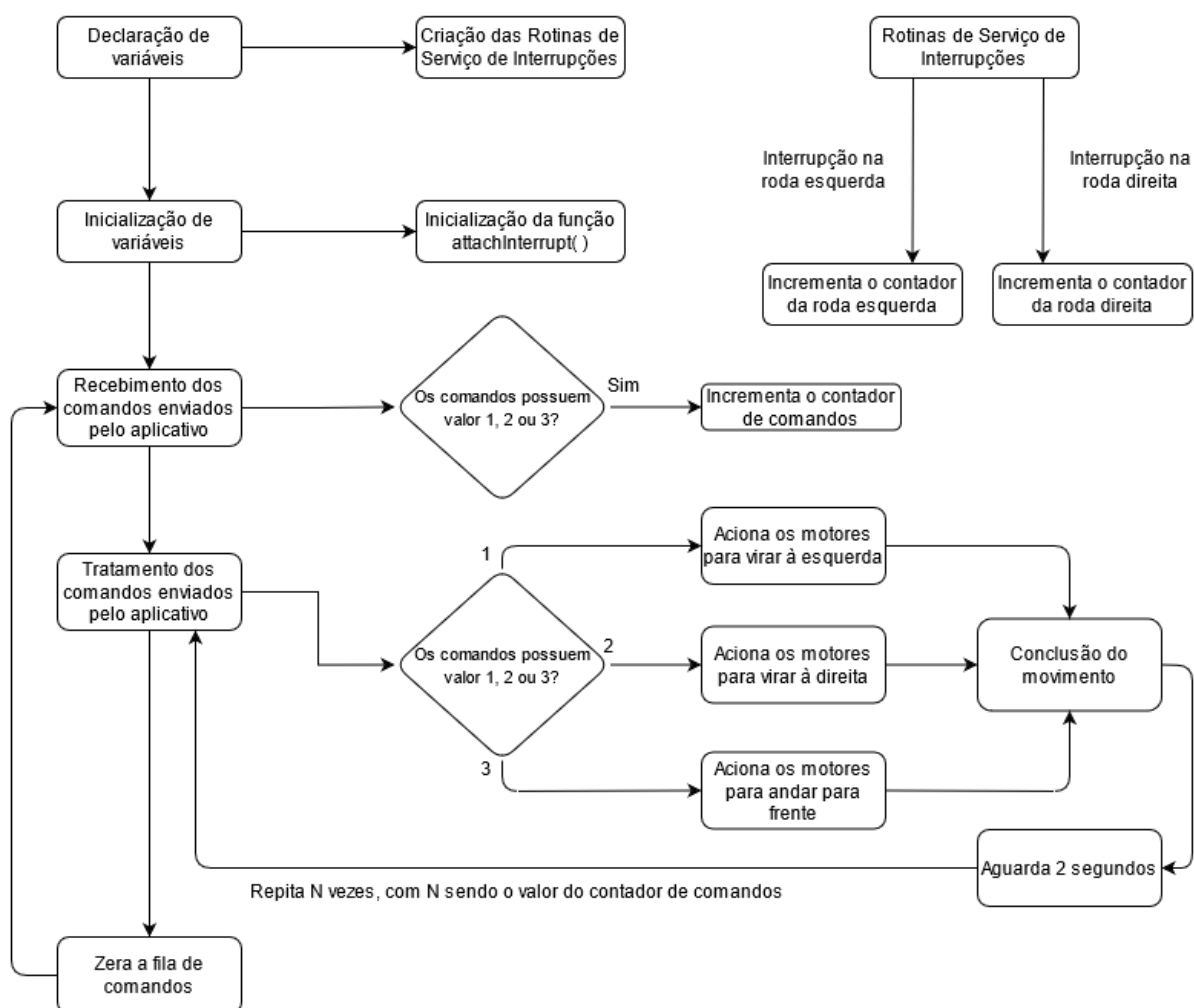 Declaração de
variáveis
Criação das Rotinas de
Serviço de Interrupções
Rotinas de Serviço de
Interrupções
Interrupção na
roda esquerda
Interrupção na
roda direita
Inicialização de
variáveis
Inicialização da função
attachInterrupt( )
Incrementa o contador
da roda esquerda
Incrementa o contador
da roda direita
Recebimento dos
comandos enviados
pelo aplicativo
Os comandos possuem
valor 1, 2 ou 3?
Sim
Incrementa o contador
de comandos
Tratamento dos
comandos enviados
pelo aplicativo
Os comandos possuem
valor 1, 2 ou 3?
1
Aciona os motores
para virar à esquerda
2
Aciona os motores
para virar à direita
3
Aciona os motores
para andar para
frente
Conclusão do
movimento
Aguarda 2 segundos
Repita N vezes, com N sendo o valor do contador de comandos
Zera a fila de
comandos